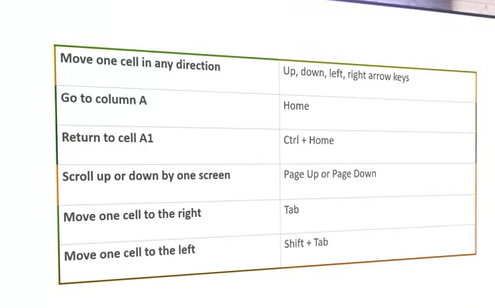 Move one cell in any direction
Up, down, left, right arrow keys
Go to column A
Home
Return to cell A1
Ctrl + Home
Scroll up or down by one screen
Page Up or Page Down
Move one cell to the right
Tab
Move one cell to the left
Shift + Tab